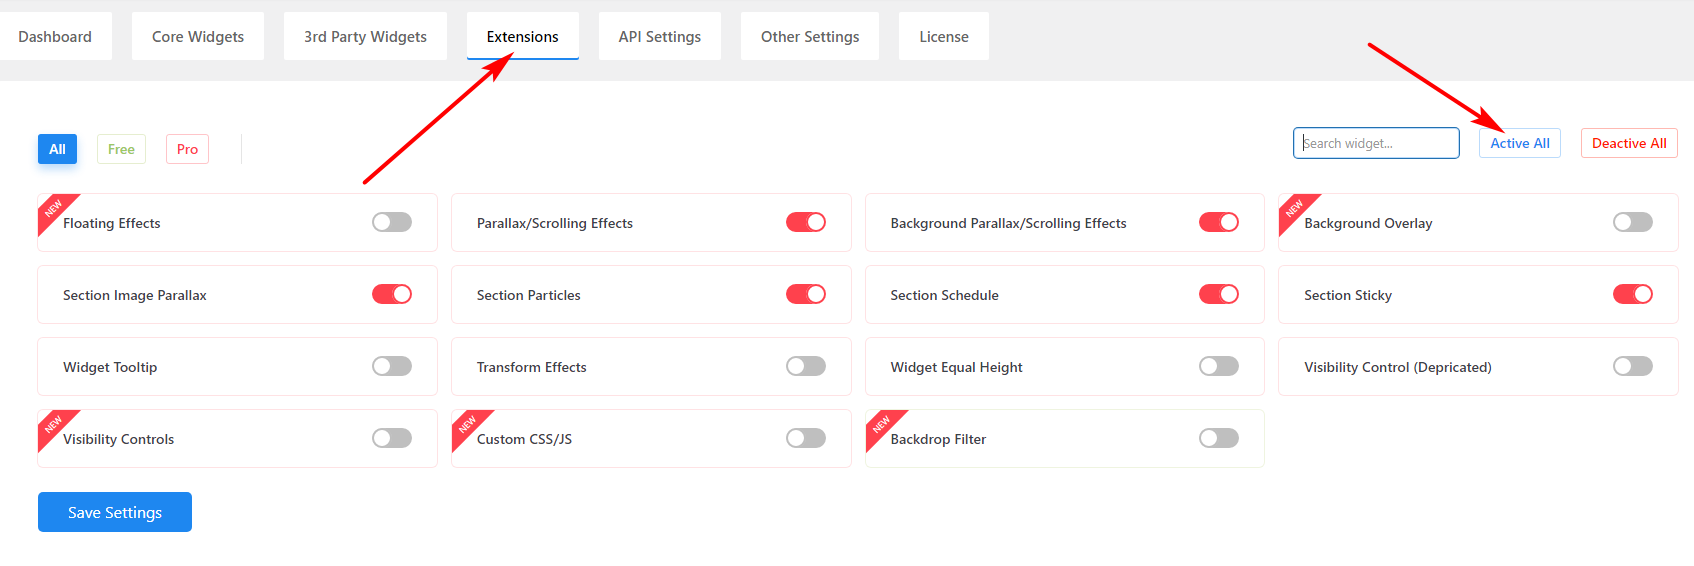 Dashboard Core Widgets 3rd Party Widgets Extensions API Settings Other Settings License
All Free Pro Search widget... Active All Deactive All
NEW Floating Effects Parallax/Scrolling Effects Background Parallax/Scrolling Effects NEW Background Overlay
Section Image Parallax Section Particles Section Schedule Section Sticky
Widget Tooltip Transform Effects Widget Equal Height Visibility Control (Depricated)
NEW Visibility Controls NEW Custom CSS/JS NEW Backdrop Filter
Save Settings